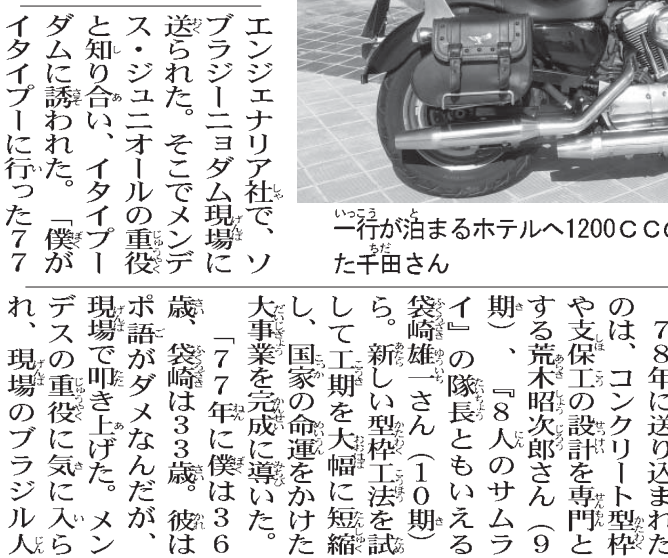 エンジェナリア社で、ソ
ブラジーニョダム現場に
送られた。そこでメンデ
ス・ジュニオールの重役
と知り合い、イタイプー
ダムに誘われた。「僕が
イタイプーに行った77
一行が泊まるホテルへ1200CC
た千田さん
78年に送り込まれた
のは、コンクリート型枠
や支保工の設計を専門と
する荒木昭次郎さん（9
期）、『8人のサムラ
イ』の隊長ともいえる
袋崎雄一さん（10期）
ら。新しい型枠工法を試
して工期を大幅に短縮
し、国家の命運をかけた
大事業を完成に導いた。
「77年に僕は36
歳、袋崎は33歳。彼は
ポ語がダメなんだが、
現場で叩き上げた。メン
デスの重役に気に入ら
れ、現場のブラジル人